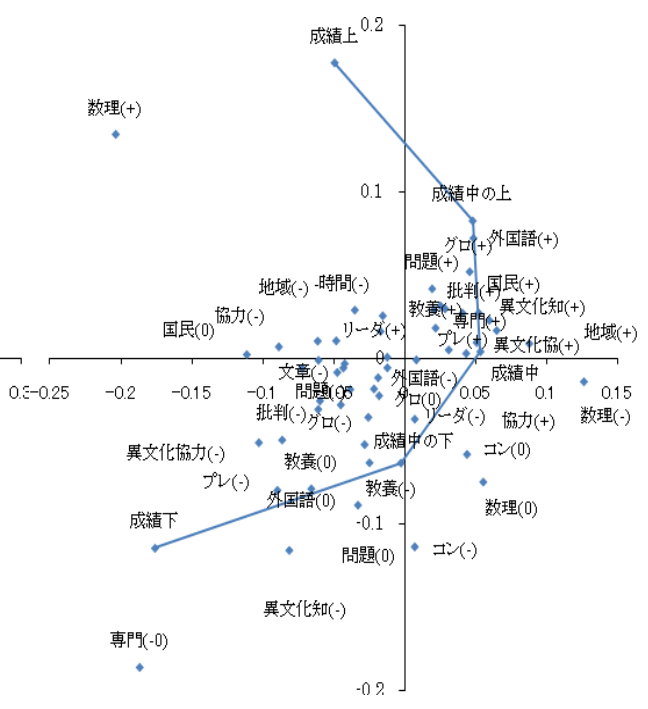 0.2
成績上
数理(+)
0.1
成績中の上
グロ(+)
外国語(+)
問題(+)
地域(-)
時間(-)
批判(+)
国民(+)
教養(+)
異文化知(+)
協力(-)
国民(0)
リーダ(+)
専門(+)
地域(+)
プレ(+)
異文化協(+)
0
-0.25
-0.2
-0.15
-0.1
0.05
0.1
0.15
文章(-)
外国語(-)
成績中
問題(-)
グロ(0)
数理(-)
批判(-)
グロ(-)
リーダ(-)
協力(+)
成績中の下
異文化協力(-)
教養(0)
コン(0)
プレ(-)
外国語(0)
教養(-)
数理(0)
成績下
-0.1
問題(0)
コン(-)
異文化知(-)
専門(-0)
-0.2